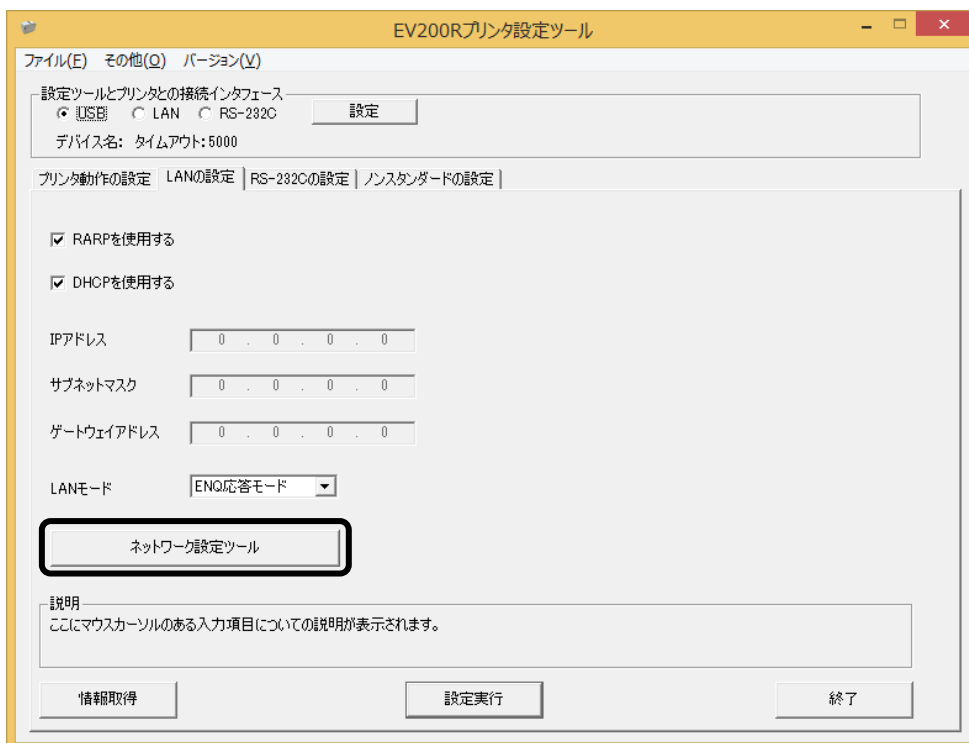 EV200Rプリンタ設定ツール
ファイル(F) その他(O) バージョン(V)
設定ツールとプリンタとの接続インタフェース
USB LAN RS-232C 設定
デバイス名: タイムアウト:5000
プリンタ動作の設定 LANの設定 RS-232Cの設定 ノンスタンダードの設定
RARPを使用する
DHCPを使用する
IPアドレス 0 . 0 . 0 . 0
サブネットマスク 0 . 0 . 0 . 0
ゲートウェイアドレス 0 . 0 . 0 . 0
LANモード ENQ応答モード
ネットワーク設定ツール
説明
ここにマウスカーソルのある入力項目についての説明が表示されます。
情報取得 設定実行 終了